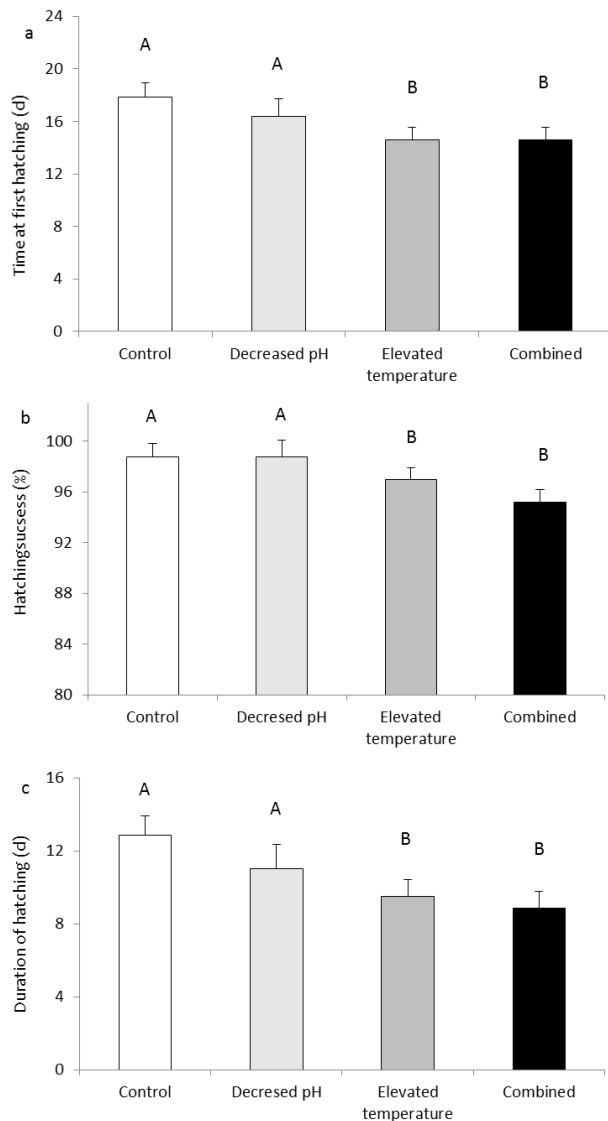 a
Time at first hatching (d)
24
20
16
12
8
4
0
A
A
B
B
Control
Decreased pH
Elevated
temperature
Combined
b
Hatchingsucsess (%)
100
96
92
88
84
80
A
A
B
B
Control
Decresed pH
Elevated
temperature
Combined
c
Duration of hatching (d)
16
12
8
4
0
A
A
B
B
Control
Decresed pH
Elevated
temperature
Combined